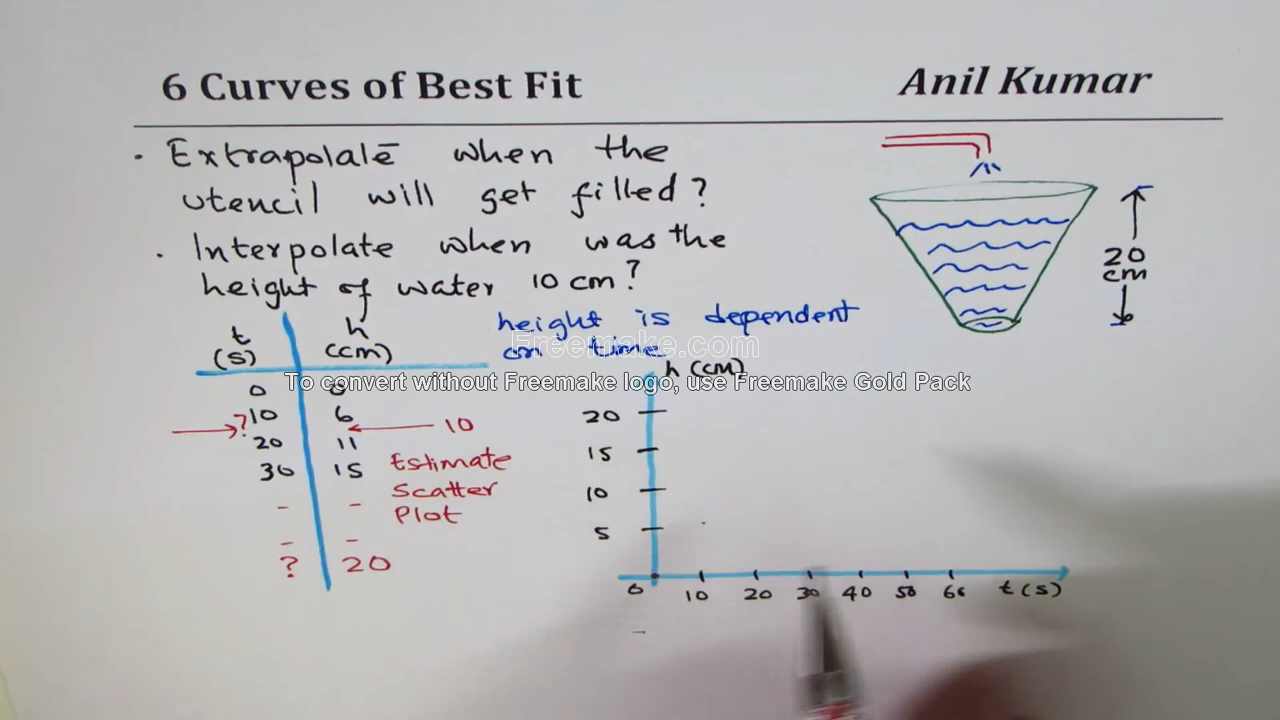 6 Curves of Best Fit
Anil Kumar
· Extrapolate when the
utencil will get filled?
· Interpolate when was the
height of water 10 cm?
20
cm
height is dependent
on time
Freemake.com
To convert without Freemake logo, use Freemake Gold Pack
t h
(s) (cm)
0 0
10 6
? 10
20 11
30 15
- -
- -
? 20
Estimate
Scatter
Plot
h (cm)
20
15
10
5
0 10 20 30 40 50 60 t(s)